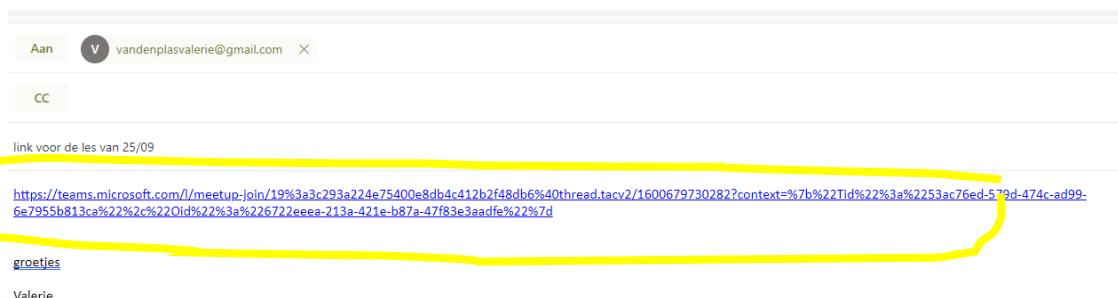 Aan V vandenplasvalerie@gmail.com
CC
link voor de les van 25/09
https://teams.microsoft.com/l/meetup-join/19%3a3c293a224e75400e8db4c412b2f48db6%40thread.tacv2/1600679730282?context=%7b%22Tid%22%3a%2253ac76ed-579d-474c-ad99-
6e7955b813ca%22%2c%22Oid%22%3a%226722eeea-213a-421e-b87a-47f83e3aadfe%22%7d
groetjes
Valerie